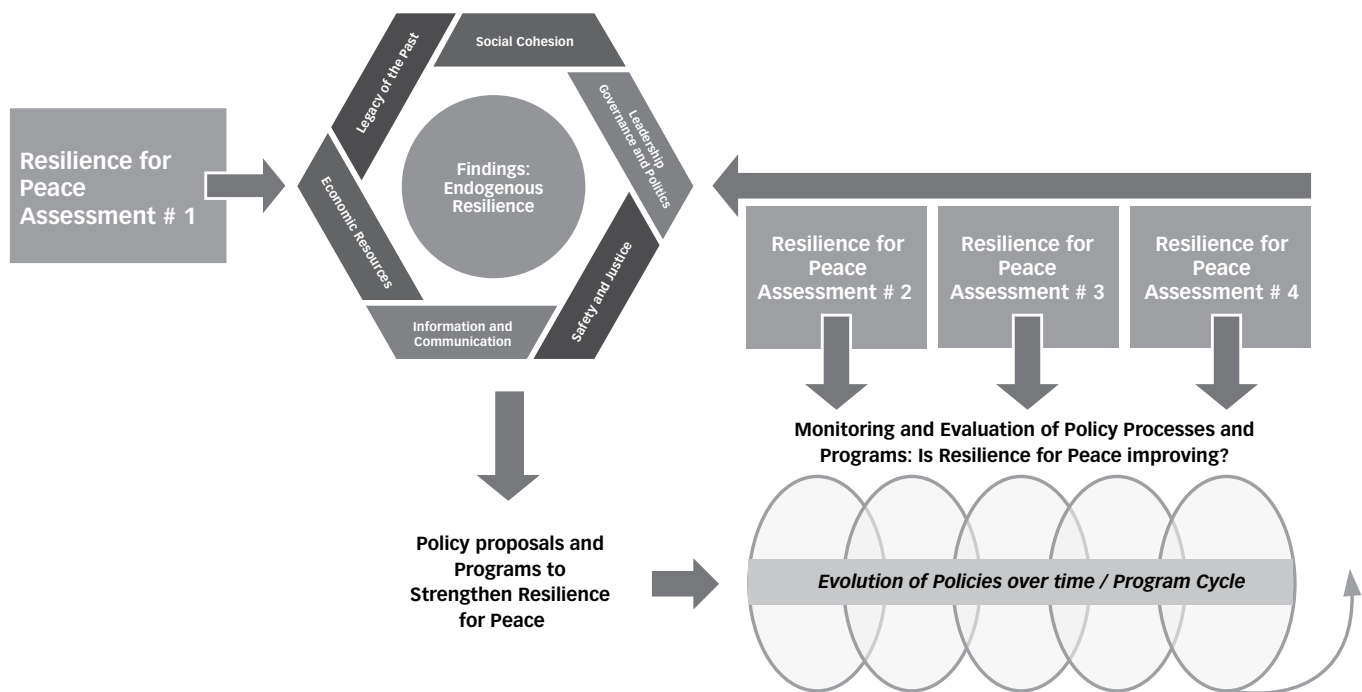 Resilience for
Peace
Assessment # 1
Legacy of the Past
Social Cohesion
Leadership
Governance and Politics
Safety and Justice
Information and
Communication
Economic Resources
Findings:
Endogenous
Resilience
Resilience for
Peace
Assessment # 2
Resilience for
Peace
Assessment # 3
Resilience for
Peace
Assessment # 4
Monitoring and Evaluation of Policy Processes and
Programs: Is Resilience for Peace improving?
Policy proposals and
Programs to
Strengthen Resilience
for Peace
Evolution of Policies over time / Program Cycle